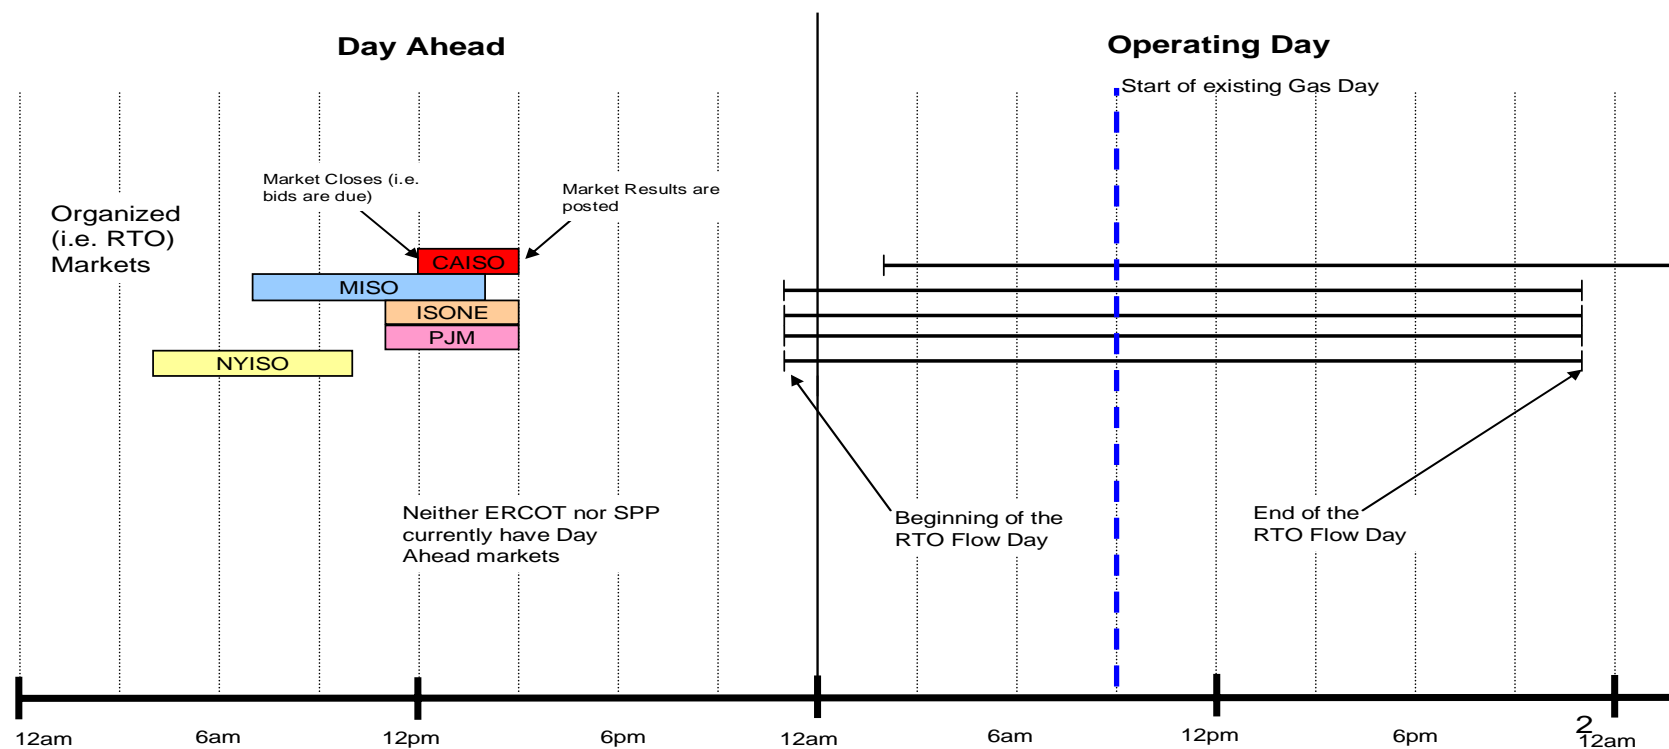 Day Ahead
Operating Day
Start of existing Gas Day
Market Closes (i.e.
bids are due)
Market Results are
posted
Organized
(i.e. RTO)
Markets
CAISO
MISO
ISONE
PJM
NYISO
Neither ERCOT nor SPP
currently have Day
Ahead markets
Beginning of the
RTO Flow Day
End of the
RTO Flow Day
12am
6am
12pm
6pm
12am
6am
12pm
6pm
2
12am